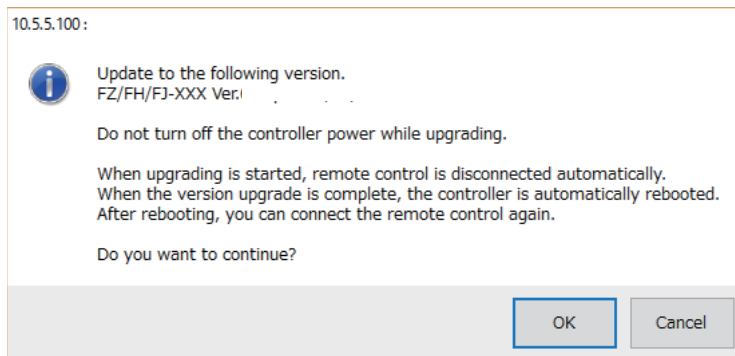 10.5.5.100 :
Update to the following version.
FZ/FH/FJ-XXX Ver.
Do not turn off the controller power while upgrading.
When upgrading is started, remote control is disconnected automatically.
When the version upgrade is complete, the controller is automatically rebooted.
After rebooting, you can connect the remote control again.
Do you want to continue?
OK
Cancel